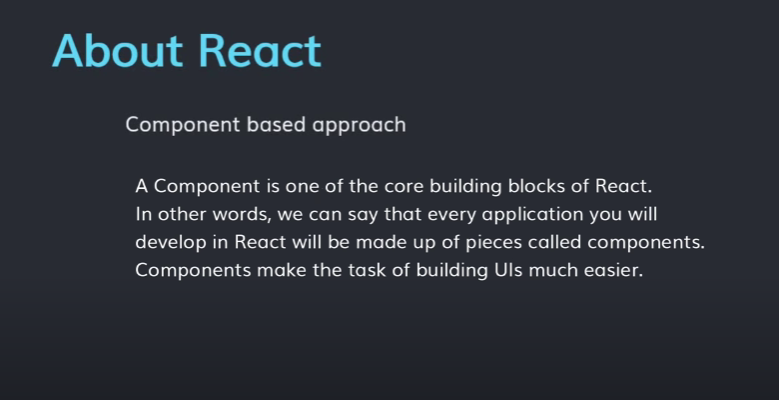 About React
Component based approach
A Component is one of the core building blocks of React.
In other words, we can say that every application you will
develop in React will be made up of pieces called components.
Components make the task of building UIs much easier.